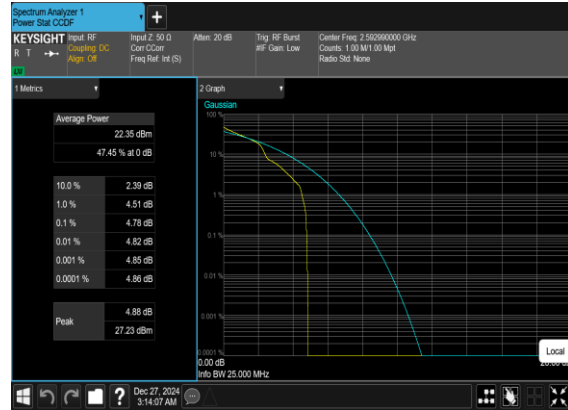 Spectrum Analyzer 1
Power Stat CCDF
KEYSIGHT
R T
LM
Input: RF
Coupling: DC
Align: Off
Input Z: 50 Ω
Corr CCorr
Freq Ref: Int (S)
Atten: 20 dB
Trig: RF Burst
#IF Gain: Low
Center Freq: 2.592990000 GHz
Counts: 1.00 M/1.00 Mpt
Radio Std: None
1 Metrics
Average Power
22.35 dBm
47.45 % at 0 dB
10.0 % 2.39 dB
1.0 % 4.51 dB
0.1 % 4.78 dB
0.01 % 4.82 dB
0.001 % 4.85 dB
0.0001 % 4.86 dB
Peak
4.88 dB
27.23 dBm
2 Graph
Gaussian
100 %
10 %
1 %
0.1 %
0.01 %
0.001 %
0.0001 %
0.00 dB
Info BW 25.000 MHz
Local
?
Dec 27, 2024
3:14:07 AM